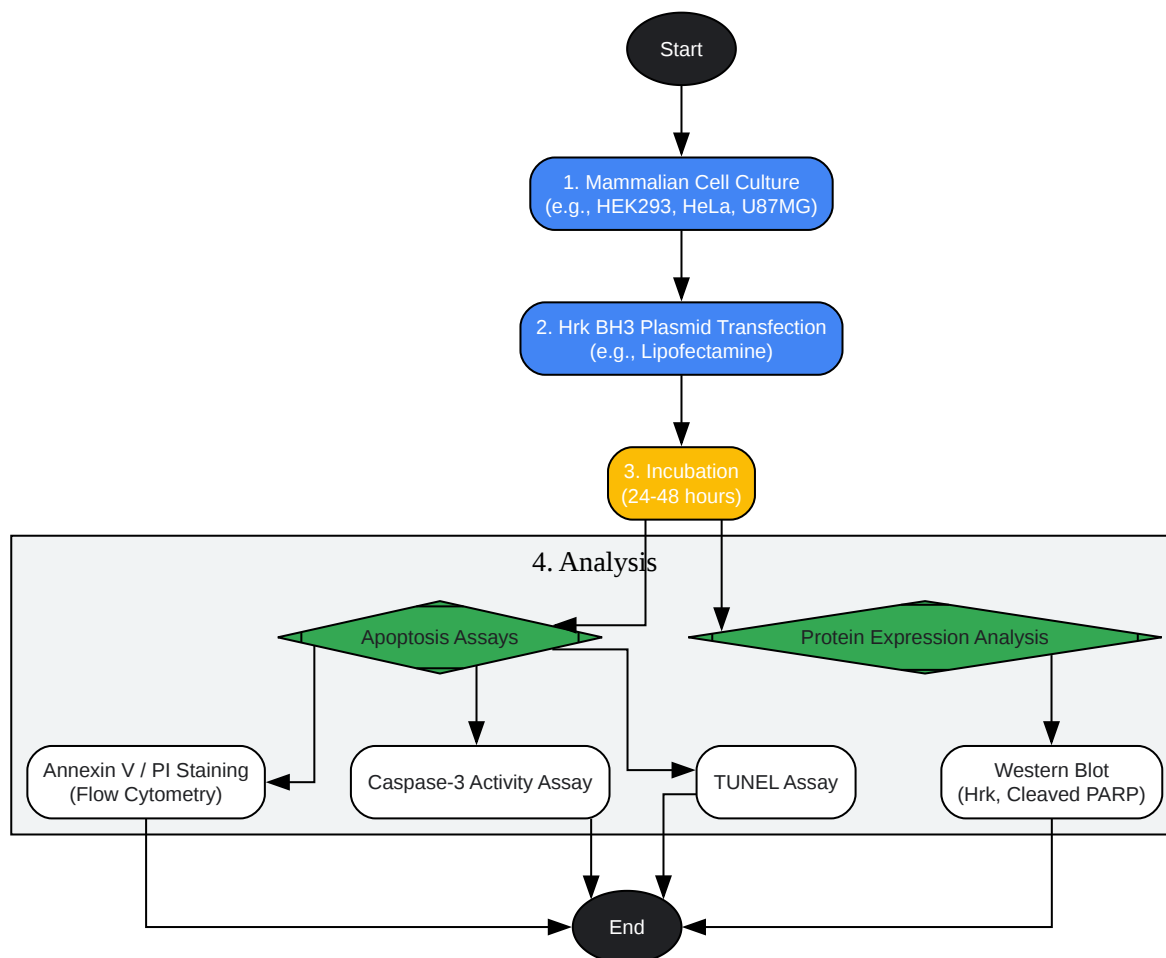 Start
1. Mammalian Cell Culture
(e.g., HEK293, HeLa, U87MG)
2. Hrk BH3 Plasmid Transfection
(e.g., Lipofectamine)
3. Incubation
(24-48 hours)
4. Analysis
Apoptosis Assays
Protein Expression Analysis
Annexin V / PI Staining
(Flow Cytometry)
Caspase-3 Activity Assay
TUNEL Assay
Western Blot
(Hrk, Cleaved PARP)
End